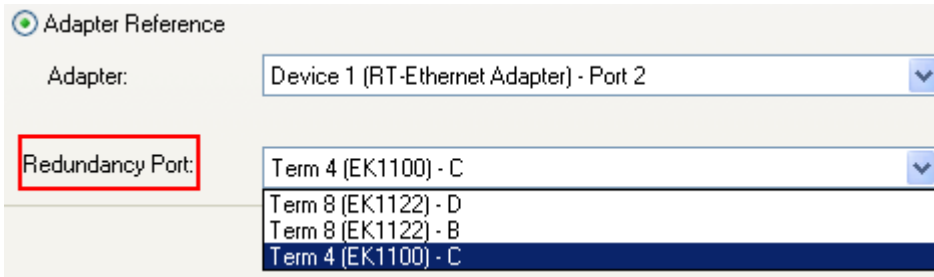 Adapter Reference
Adapter: Device 1 (RT-Ethernet Adapter) - Port 2
Redundancy Port: Term 4 (EK1100) - C
Term 8 (EK1122) - D
Term 8 (EK1122) - B
Term 4 (EK1100) - C